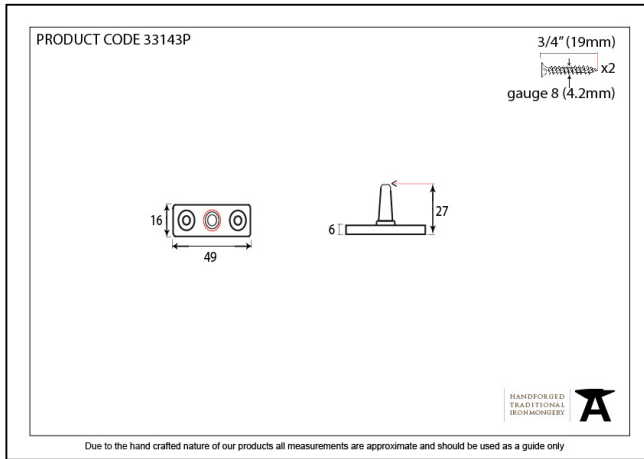 PRODUCT CODE 33143P
3/4" (19mm)
x2
gauge 8 (4.2mm)
16
49
6
27
HANDFORGED
TRADITIONAL
IRONMONGERY
Due to the hand crafted nature of our products all measurements are approximate and should be used as a guide only